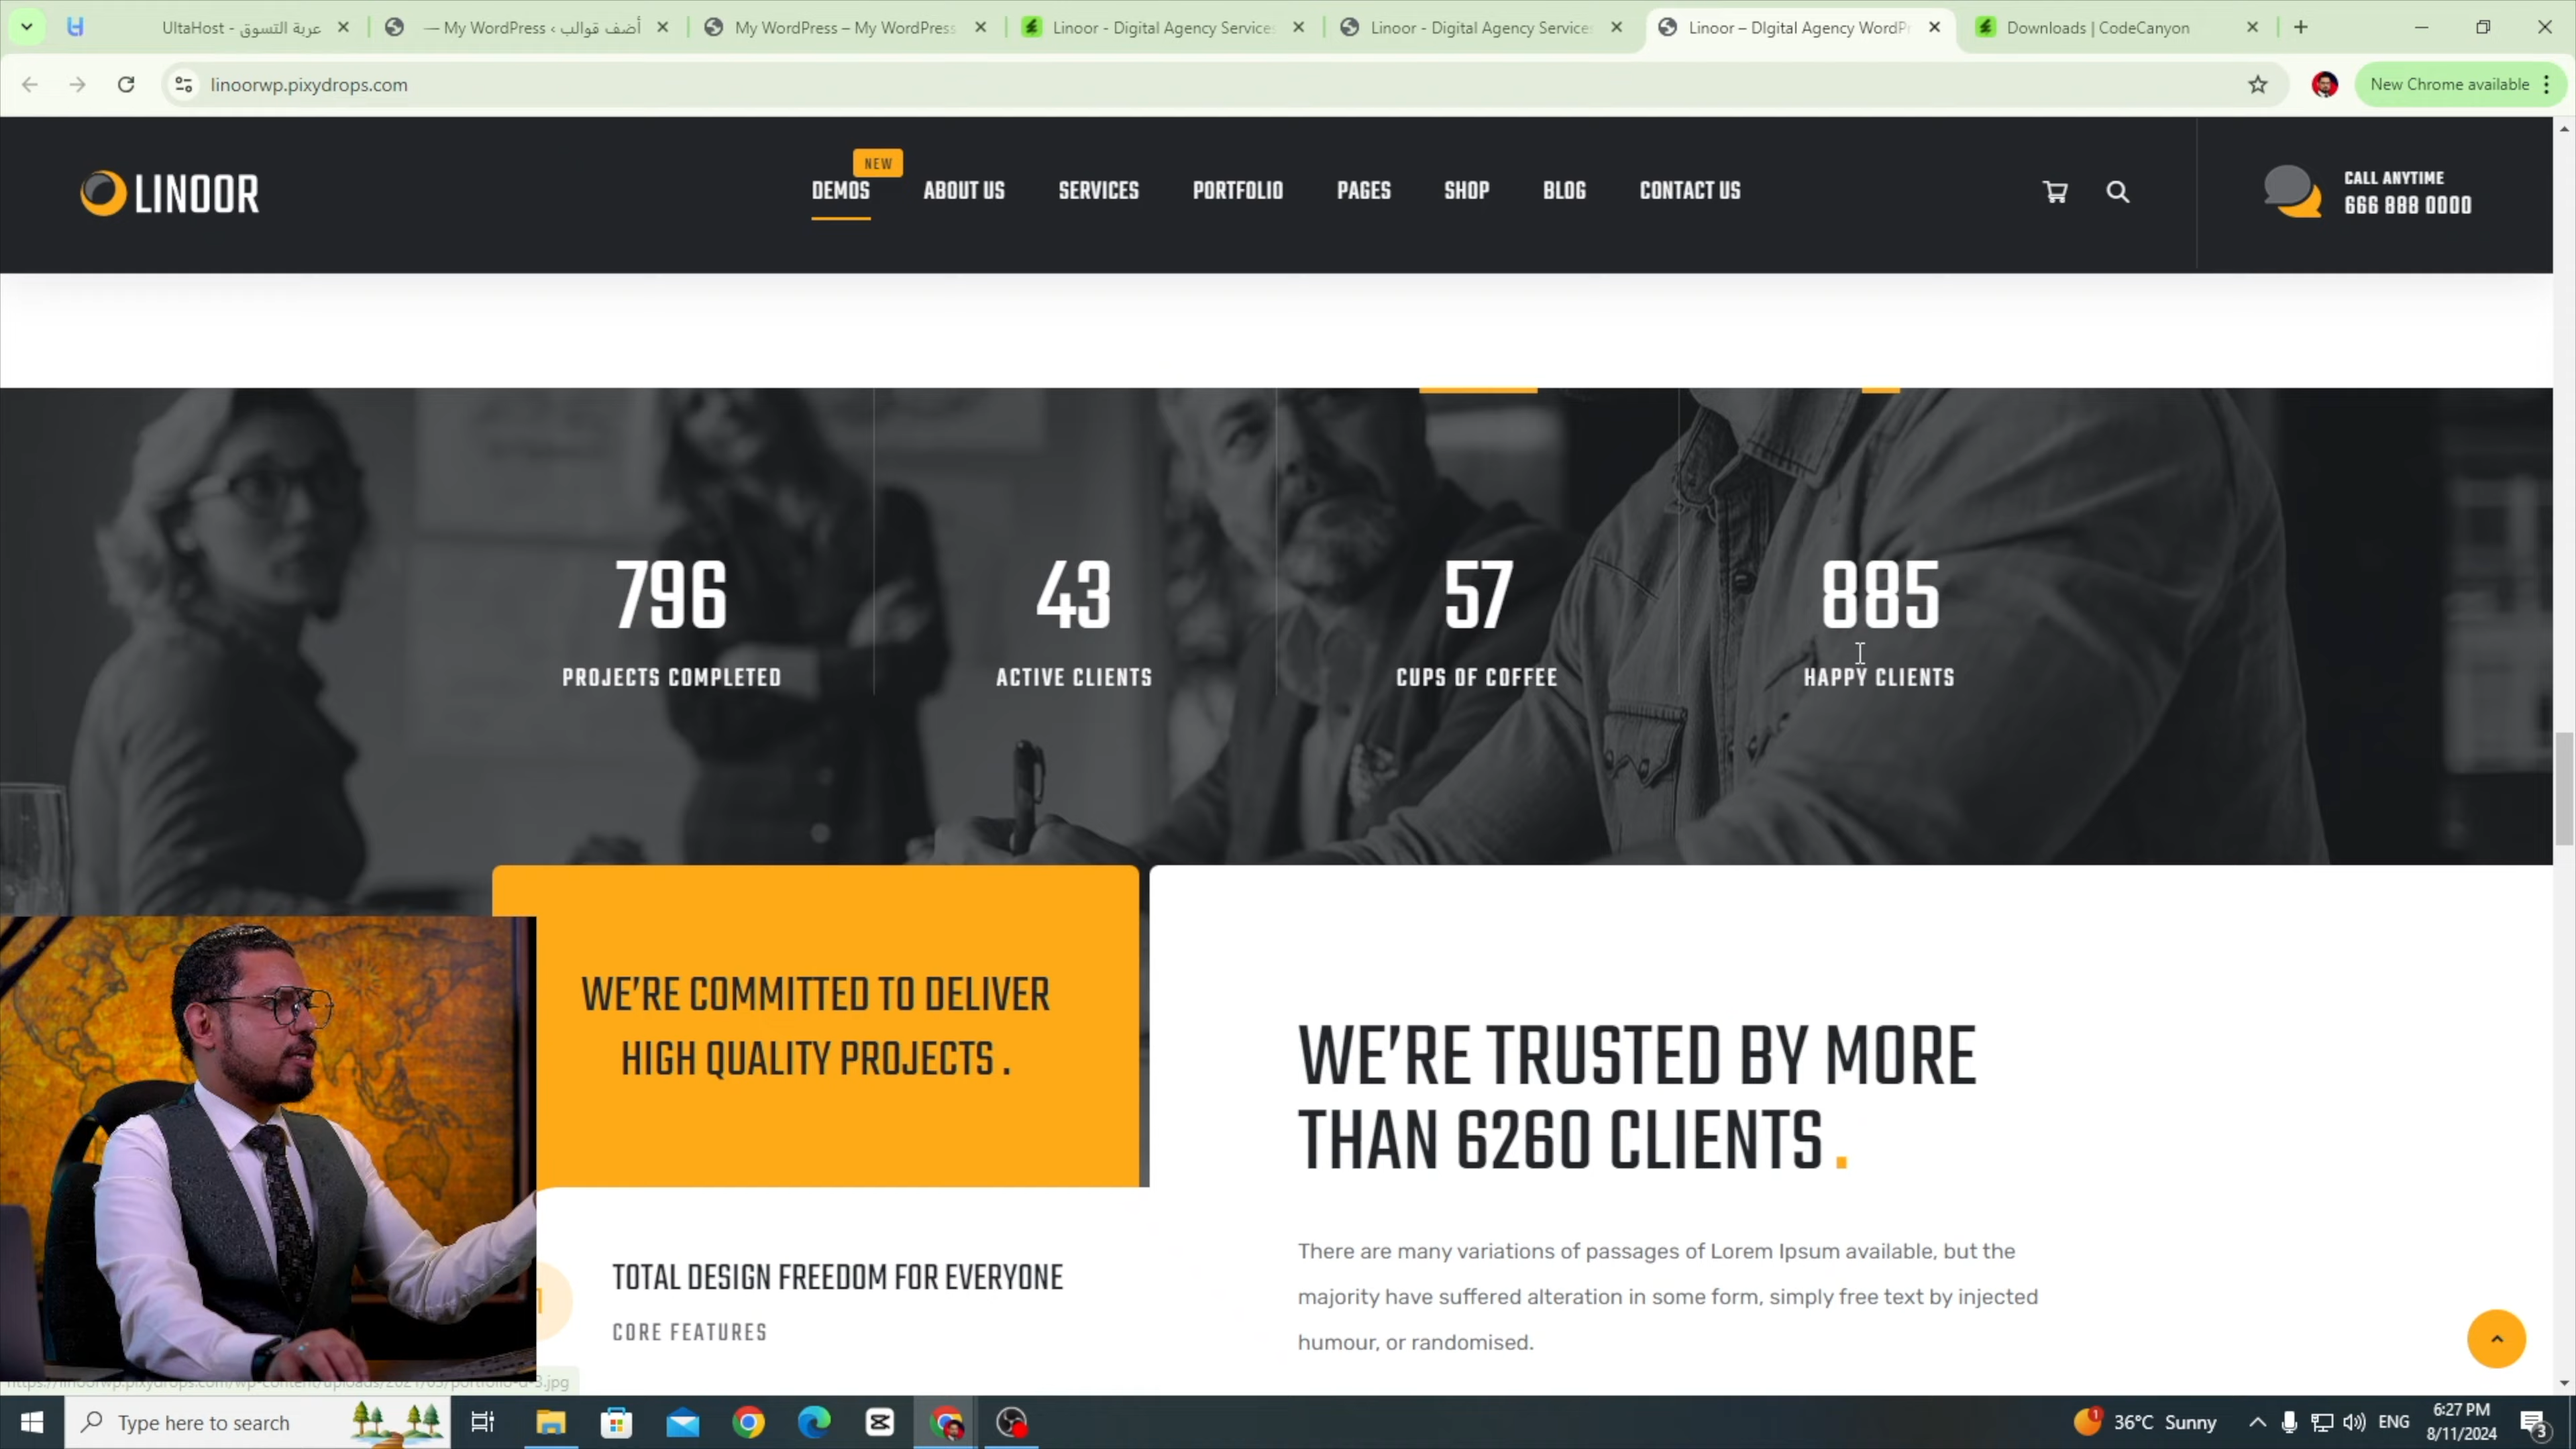 UltaHost - عربة التسوق
أضف قوالب ‹ My WordPress —
My WordPress – My WordPress
Linoor - Digital Agency Services
Linoor - Digital Agency Services
Linoor – DIgital Agency WordPr
Downloads | CodeCanyon
linoorwp.pixydrops.com
New Chrome available
LINOOR
NEW
DEMOS
ABOUT US
SERVICES
PORTFOLIO
PAGES
SHOP
BLOG
CONTACT US
CALL ANYTIME
666 888 0000
796
PROJECTS COMPLETED
43
ACTIVE CLIENTS
57
CUPS OF COFFEE
885
HAPPY CLIENTS
WE'RE COMMITTED TO DELIVER
HIGH QUALITY PROJECTS .
WE'RE TRUSTED BY MORE
THAN 6260 CLIENTS .
TOTAL DESIGN FREEDOM FOR EVERYONE
CORE FEATURES
There are many variations of passages of Lorem Ipsum available, but the
majority have suffered alteration in some form, simply free text by injected
humour, or randomised.
Type here to search
1
36°C Sunny
ENG
6:27 PM
8/11/2024
3